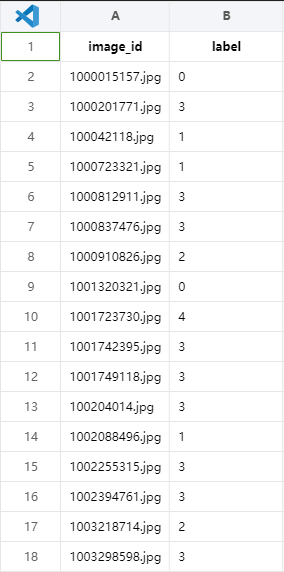 A B
1 image_id label
2 1000015157.jpg 0
3 1000201771.jpg 3
4 100042118.jpg 1
5 1000723321.jpg 1
6 1000812911.jpg 3
7 1000837476.jpg 3
8 1000910826.jpg 2
9 1001320321.jpg 0
10 1001723730.jpg 4
11 1001742395.jpg 3
12 1001749118.jpg 3
13 100204014.jpg 3
14 1002088496.jpg 1
15 1002255315.jpg 3
16 1002394761.jpg 3
17 1003218714.jpg 2
18 1003298598.jpg 3